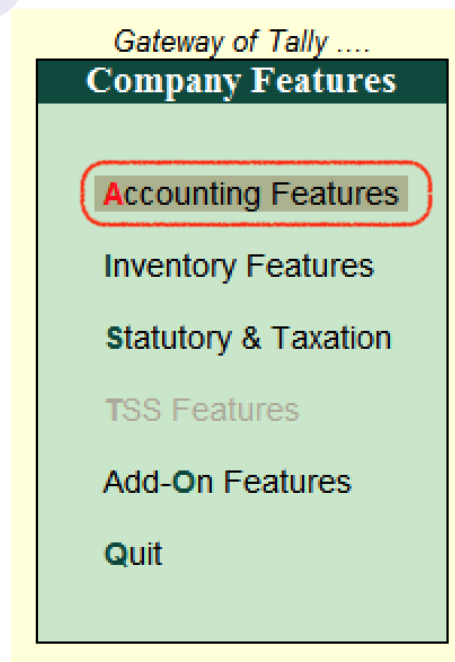 Gateway of Tally ....
Company Features
Accounting Features
Inventory Features
Statutory & Taxation
TSS Features
Add-On Features
Quit